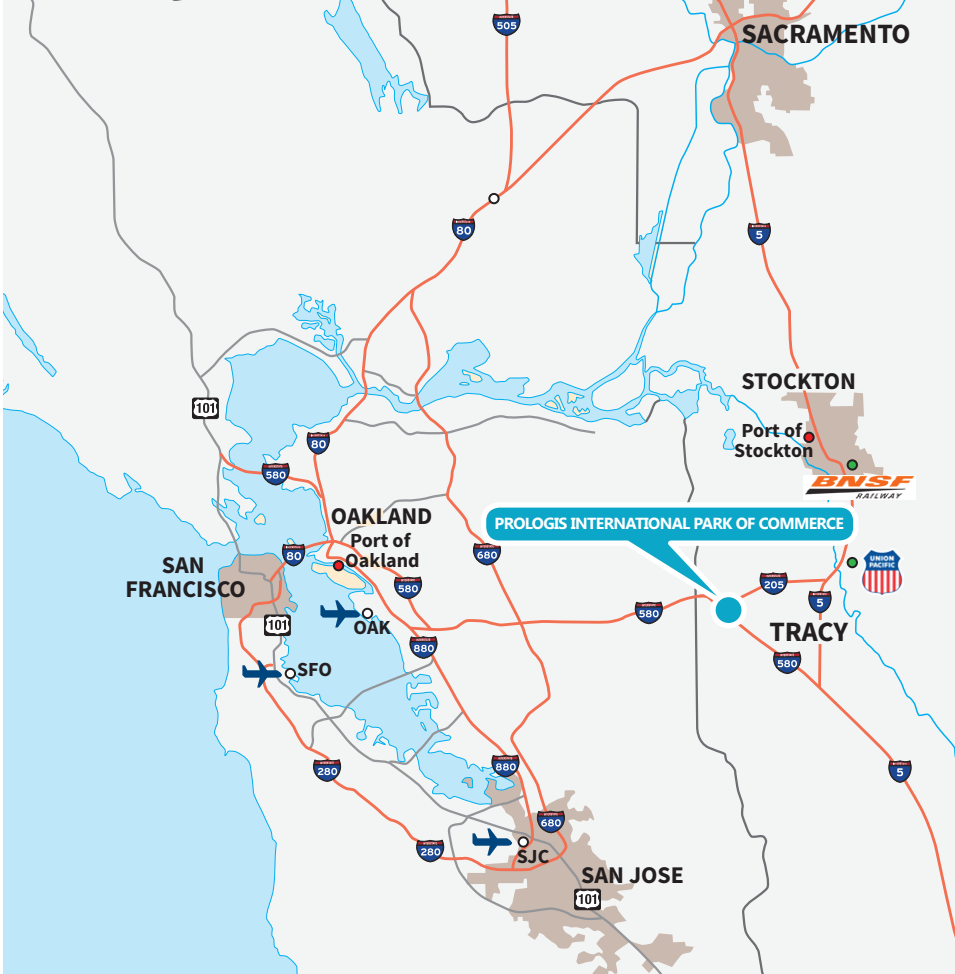 505
SACRAMENTO
80
5
STOCKTON
101
Port of
Stockton
80
580
BNSF
RAILWAY
OAKLAND
PROLOGIS INTERNATIONAL PARK OF COMMERCE
Port of
Oakland
80
680
SAN
FRANCISCO
UNION
PACIFIC
580
205
5
580
101
OAK
TRACY
880
SFO
580
280
880
5
680
280
SJC
SAN JOSE
101